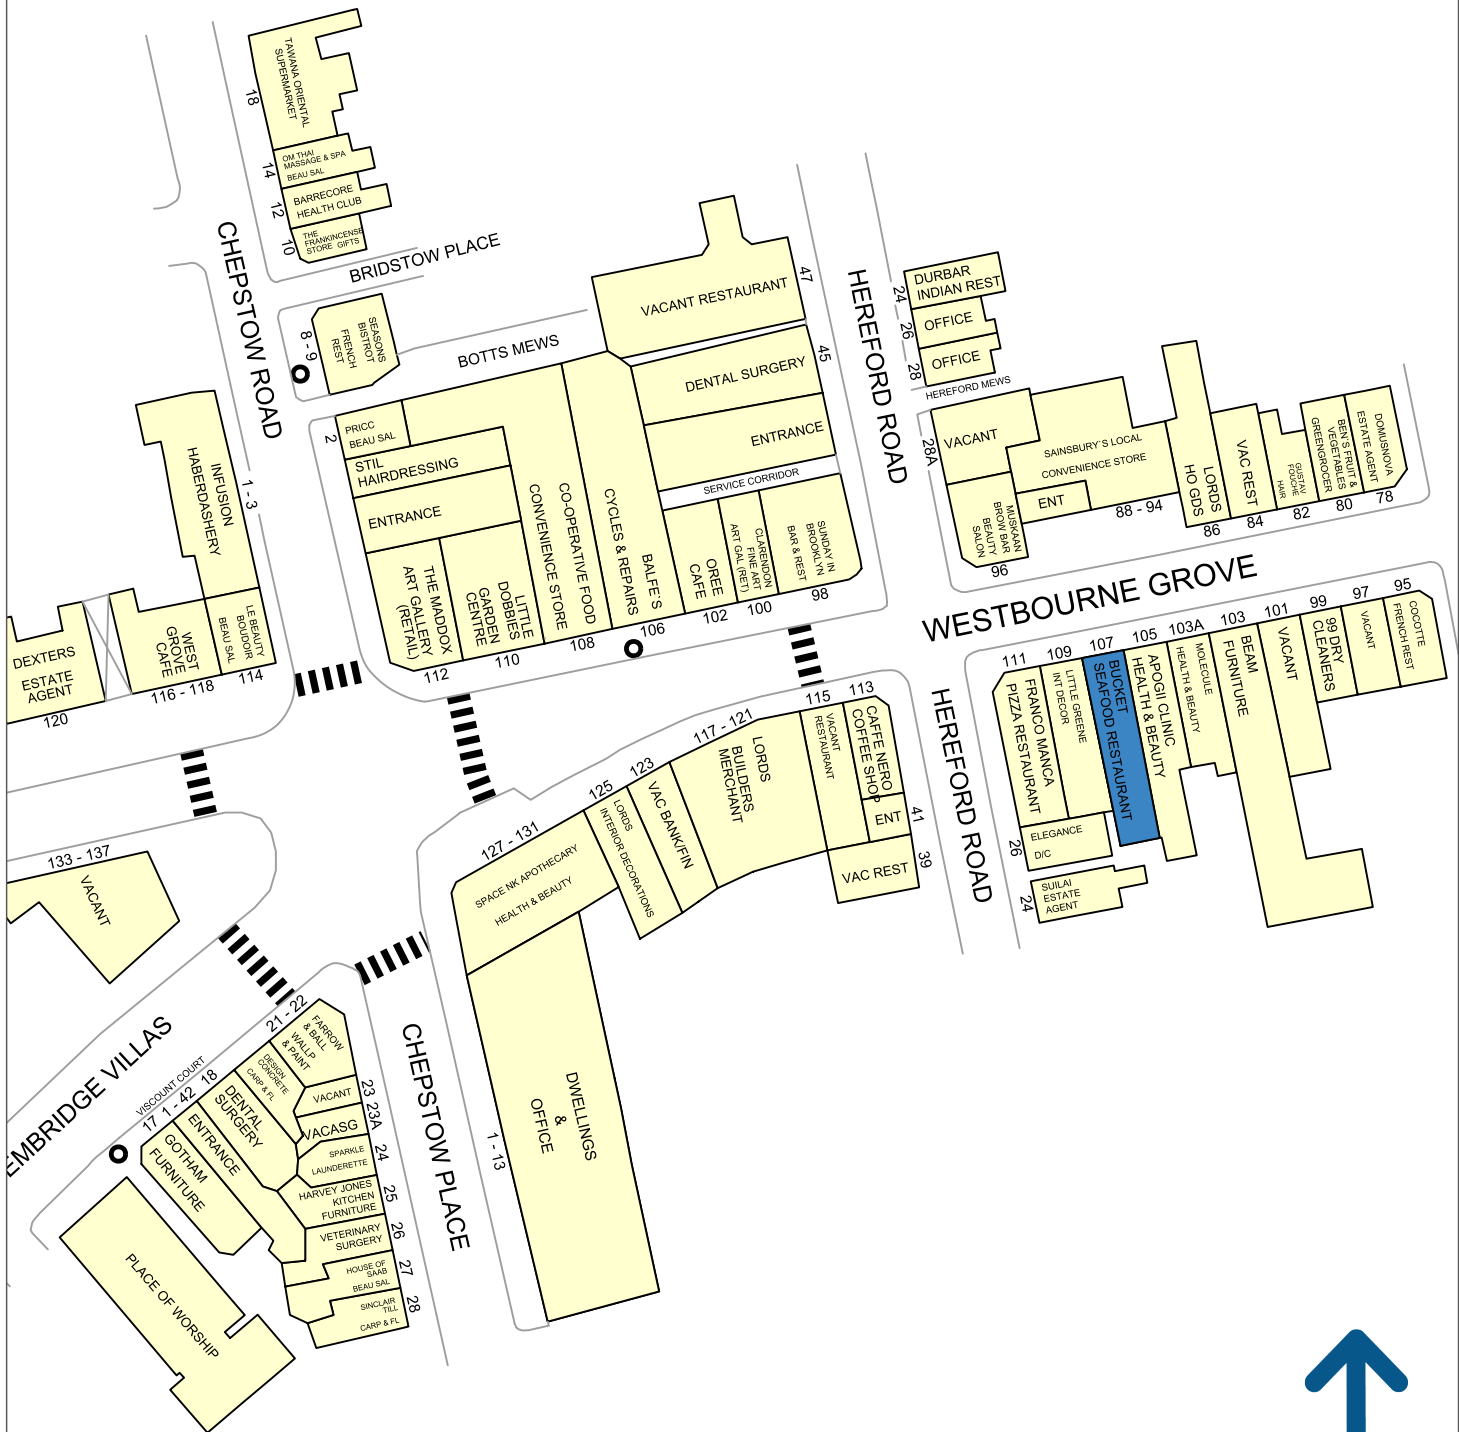 TAWANA ORIENTAL
SUPERMARKET
18
OM THAI
MASSAGE & SPA
BEAU SAL
14
BARRECORE
HEALTH CLUB
12
THE
FRANKINCENSE
STORE GIFTS
10
CHEPSTOW ROAD
BRIDSTOW PLACE
SEASONS
BISTROT
FRENCH
REST
8 - 9
BOTTS MEWS
VACANT RESTAURANT
47
DENTAL SURGERY
45
ENTRANCE
SERVICE CORRIDOR
HEREFORD ROAD
DURBAR
INDIAN REST
24
OFFICE
26
OFFICE
28
HEREFORD MEWS
VACANT
28A
SAINSBURY'S LOCAL
CONVENIENCE STORE
88 - 94
ENT
MUSKAAN
BROW BAR
BEAUTY
SALON
96
LORDS
HO GDS
86
VAC REST
84
GUSTAV
FOUCHE
HAIR
82
BEN'S FRUIT &
VEGETABLES
GREENGROCER
80
DOMUSNOVA
ESTATE AGENT
78
INFUSION
HABERDASHERY
1 - 3
2
PRICC
BEAU SAL
STIL
HAIRDRESSING
ENTRANCE
THE MADDOX
ART GALLERY
(RETAIL)
112
LITTLE
DOBBIES
GARDEN
CENTRE
110
CO-OPERATIVE FOOD
CONVENIENCE STORE
108
BALFE'S
CYCLES & REPAIRS
106
OREE
CAFE
102
CLARENDON
FINE ART
ART GAL (RET)
100
SUNDAY IN
BROOKLYN
BAR & REST
98
WESTBOURNE GROVE
DEXTERS
ESTATE
AGENT
120
WEST
GROVE
CAFE
116 - 118
LE BEAUTY
BOUDOIR
BEAU SAL
114
111
FRANCO MANCA
PIZZA RESTAURANT
109
LITTLE GREENE
INT DECOR
107
BUCKET
SEAFOOD RESTAURANT
105
APOGII CLINIC
HEALTH & BEAUTY
103A
MOLECULE
HEALTH & BEAUTY
103
BEAM
FURNITURE
101
VACANT
99
99 DRY
CLEANERS
97
VACANT
95
COCOTTE
FRENCH REST
HEREFORD ROAD
ELEGANCE
D/C
26
SUILAI
ESTATE
AGENT
24
113
CAFFE NERO
COFFEE SHOP
ENT
41
VAC REST
39
115
VACANT
RESTAURANT
117 - 121
LORDS
BUILDERS
MERCHANT
123
VAC BANK/FIN
125
LORDS
INTERIOR DECORATIONS
127 - 131
SPACE NK APOTHECARY
HEALTH & BEAUTY
DWELLINGS
&
OFFICE
1 - 13
CHEPSTOW PLACE
133 - 137
VACANT
EMBRIDGE VILLAS
VISCOUNT COURT
21 - 22
FARROW
& BALL
WALLP
& PAINT
DESIGN
CONCRETE
CARP & FL
18
DENTAL
SURGERY
1 - 42
ENTRANCE
17
GOTHAM
FURNITURE
PLACE OF WORSHIP
VACANT
23
VACASG
23A
SPARKLE
LAUNDERETTE
24
HARVEY JONES
KITCHEN
FURNITURE
25
VETERINARY
SURGERY
26
HOUSE OF
SAAB
BEAU SAL
27
SINCLAIR
TILL
CARP & FL
28